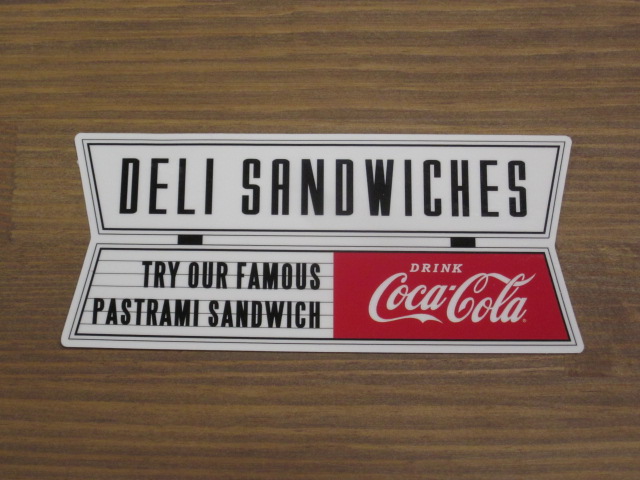 DELI SANDWICHES
TRY OUR FAMOUS
PASTRAMI SANDWICH
DRINK
Coca-Cola